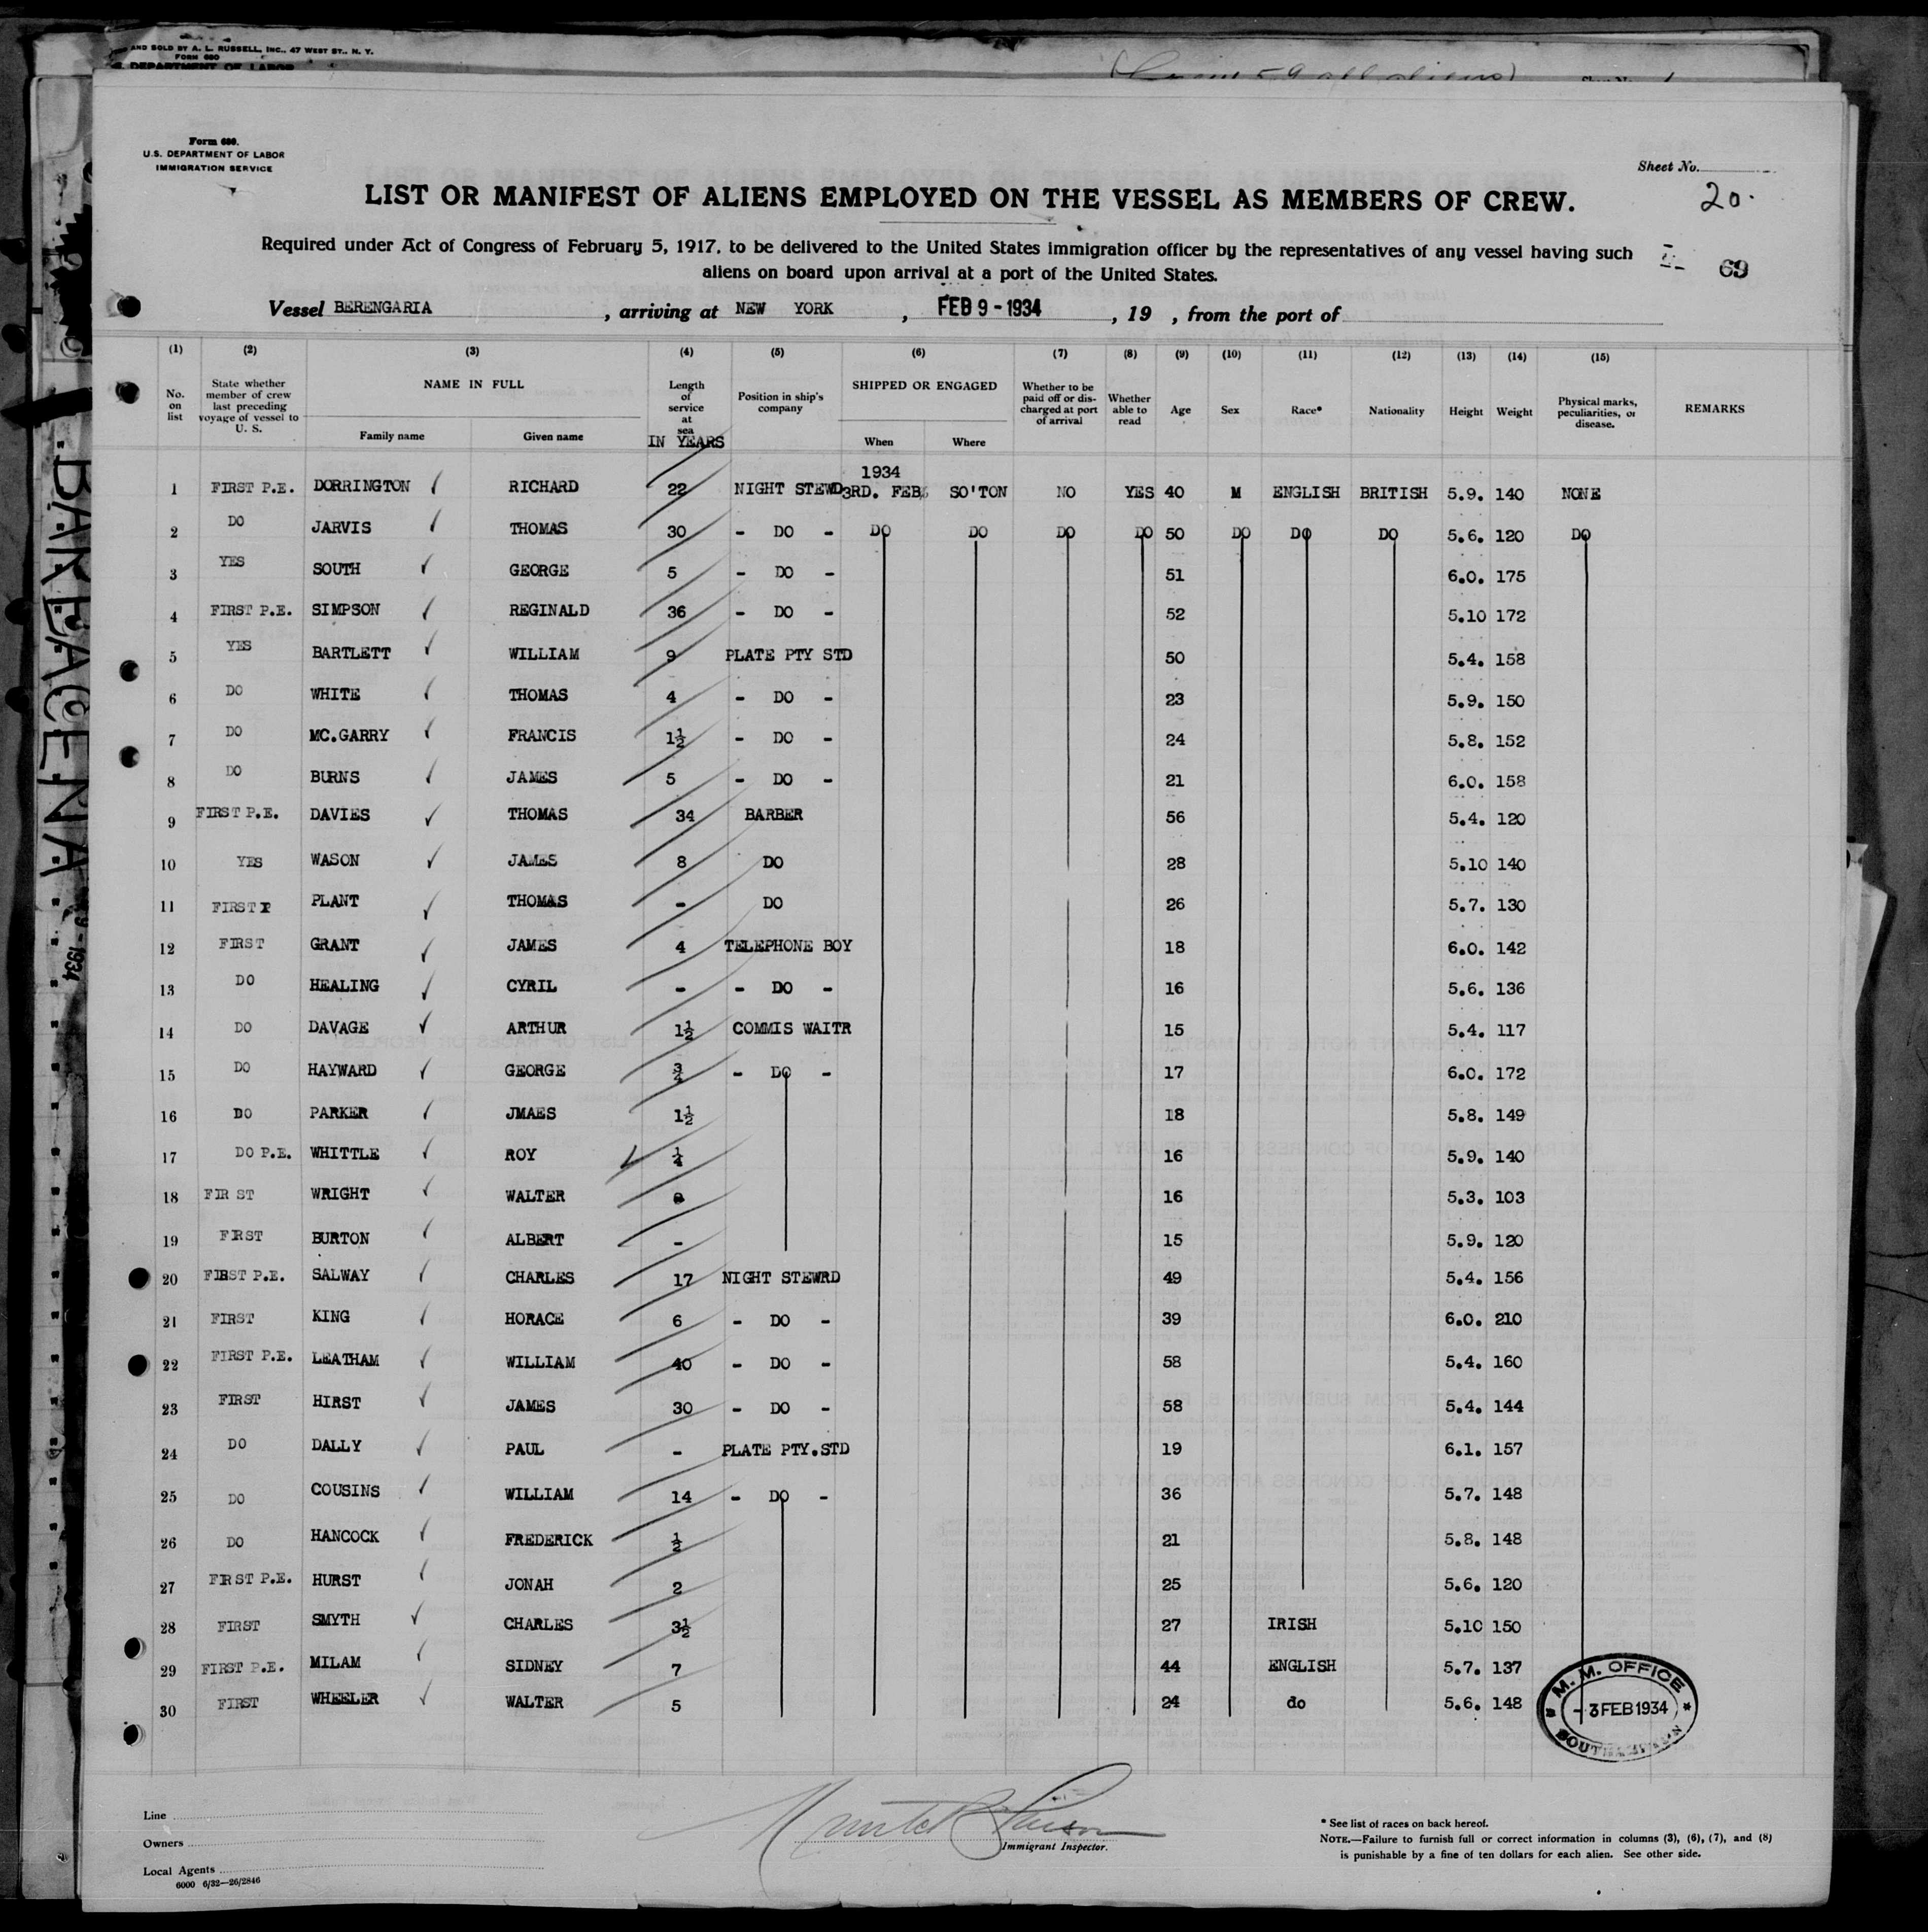 AND SOLD BY A. L. RUSSELL, INC., 47 WEST ST., N. Y.
FORM 680
DEPARTMENT OF LABOR
Form 680.
U.S. DEPARTMENT OF LABOR
IMMIGRATION SERVICE
Sheet No.
20.
LIST OR MANIFEST OF ALIENS EMPLOYED ON THE VESSEL AS MEMBERS OF CREW.
Required under Act of Congress of February 5, 1917, to be delivered to the United States immigration officer by the representatives of any vessel having such
aliens on board upon arrival at a port of the United States.
69
Vessel BERENGARIA, arriving at NEW YORK, FEB 9 - 1934, 19 , from the port of
(1) (2) (3) (4) (5) (6) (7) (8) (9) (10) (11) (12) (13) (14) (15)
No. on list
State whether member of crew last preceding voyage of vessel to U. S.
NAME IN FULL
Family name Given name
Length of service at sea
IN YEARS
Position in ship's company
SHIPPED OR ENGAGED
When Where
Whether to be paid off or discharged at port of arrival
Whether able to read
Age Sex Race* Nationality Height Weight
Physical marks, peculiarities, or disease.
REMARKS
1934
1 FIRST P.E. DORRINGTON RICHARD 22 NIGHT STEWD 3RD. FEB. SO'TON NO YES 40 M ENGLISH BRITISH 5.9. 140 NONE
2 DO JARVIS THOMAS 30 - DO - DO DO DO DO 50 DO DO DO 5.6. 120 DO
3 YES SOUTH GEORGE 5 - DO - 51 6.0. 175
4 FIRST P.E. SIMPSON REGINALD 36 - DO - 52 5.10 172
5 YES BARTLETT WILLIAM 9 PLATE PTY STD 50 5.4. 158
6 DO WHITE THOMAS 4 - DO - 23 5.9. 150
7 DO MC.GARRY FRANCIS 1½ - DO - 24 5.8. 152
8 DO BURNS JAMES 5 - DO - 21 6.0. 158
9 FIRST P.E. DAVIES THOMAS 34 BARBER 56 5.4. 120
10 YES WASON JAMES 8 DO 28 5.10 140
11 FIRST P PLANT THOMAS - DO 26 5.7. 130
12 FIRST GRANT JAMES 4 TELEPHONE BOY 18 6.0. 142
13 DO HEALING CYRIL - - DO - 16 5.6. 136
14 DO DAVAGE ARTHUR 1½ COMMIS WAITR 15 5.4. 117
15 DO HAYWARD GEORGE ¾ - DO - 17 6.0. 172
16 DO PARKER JMAES 1½ 18 5.8. 149
17 DO P.E. WHITTLE ROY ¼ 16 5.9. 140
18 FIR ST WRIGHT WALTER 16 5.3. 103
19 FIRST BURTON ALBERT - 15 5.9. 120
20 FIRST P.E. SALWAY CHARLES 17 NIGHT STEWRD 49 5.4. 156
21 FIRST KING HORACE 6 - DO - 39 6.0. 210
22 FIRST P.E. LEATHAM WILLIAM 40 - DO - 58 5.4. 160
23 FIRST HIRST JAMES 30 - DO - 58 5.4. 144
24 DO DALLY PAUL - PLATE PTY.STD 19 6.1. 157
25 DO COUSINS WILLIAM 14 - DO - 36 5.7. 148
26 DO HANCOCK FREDERICK ½ 21 5.8. 148
27 FIRST P.E. HURST JONAH 2 25 5.6. 120
28 FIRST SMYTH CHARLES 3½ 27 IRISH 5.10 150
29 FIRST P.E. MILAM SIDNEY 7 44 ENGLISH 5.7. 137
30 FIRST WHEELER WALTER 5 24 do 5.6. 148
M. M. OFFICE
- 3 FEB 1934
SOUTHAMPTON
Line
Owners
Local Agents
6000 6/32—26/2846
Immigrant Inspector.
* See list of races on back hereof.
NOTE.—Failure to furnish full or correct information in columns (3), (6), (7), and (8)
is punishable by a fine of ten dollars for each alien. See other side.